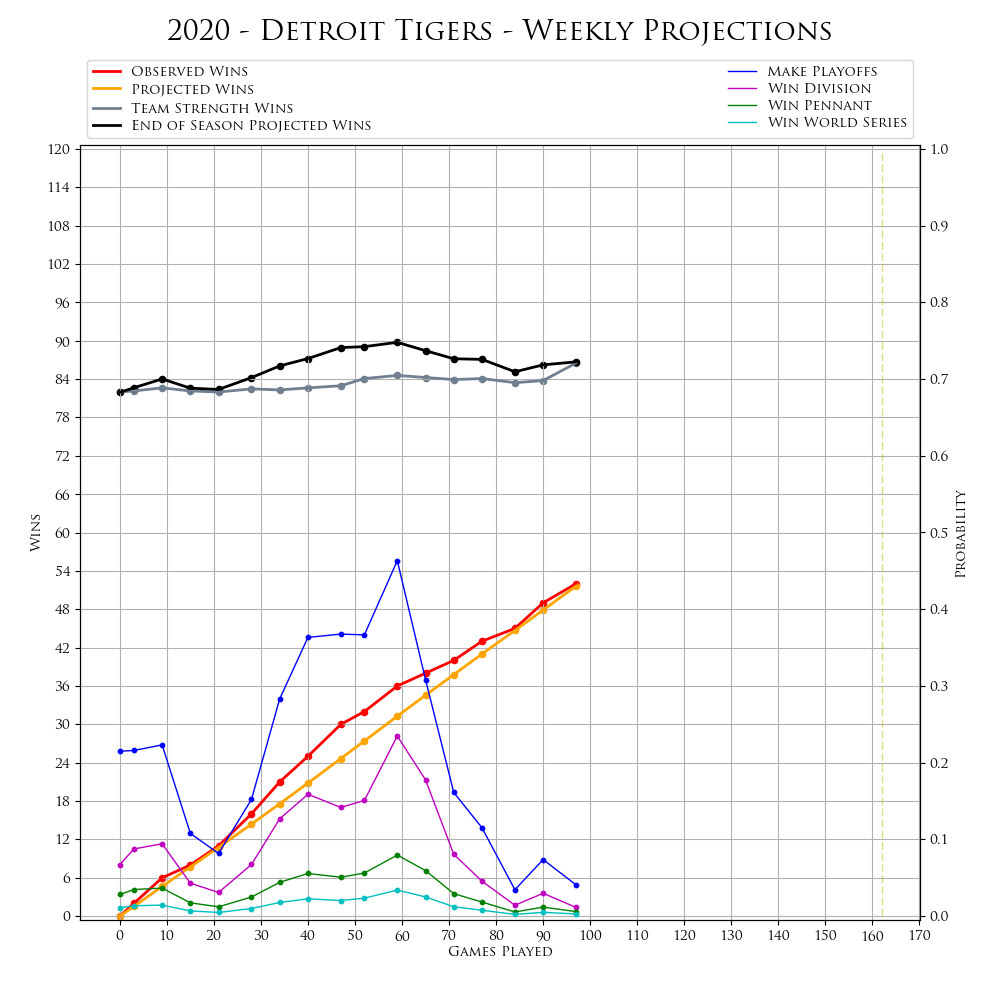 2020 - Detroit Tigers - Weekly Projections
Observed Wins
Projected Wins
Team Strength Wins
End of Season Projected Wins
Make Playoffs
Win Division
Win Pennant
Win World Series
120
114
108
102
96
90
84
78
72
66
60
54
48
42
36
30
24
18
12
6
0
Wins
1.0
0.9
0.8
0.7
0.6
0.5
0.4
0.3
0.2
0.1
0.0
Probability
0 10 20 30 40 50 60 70 80 90 100 110 120 130 140 150 160 170
Games Played